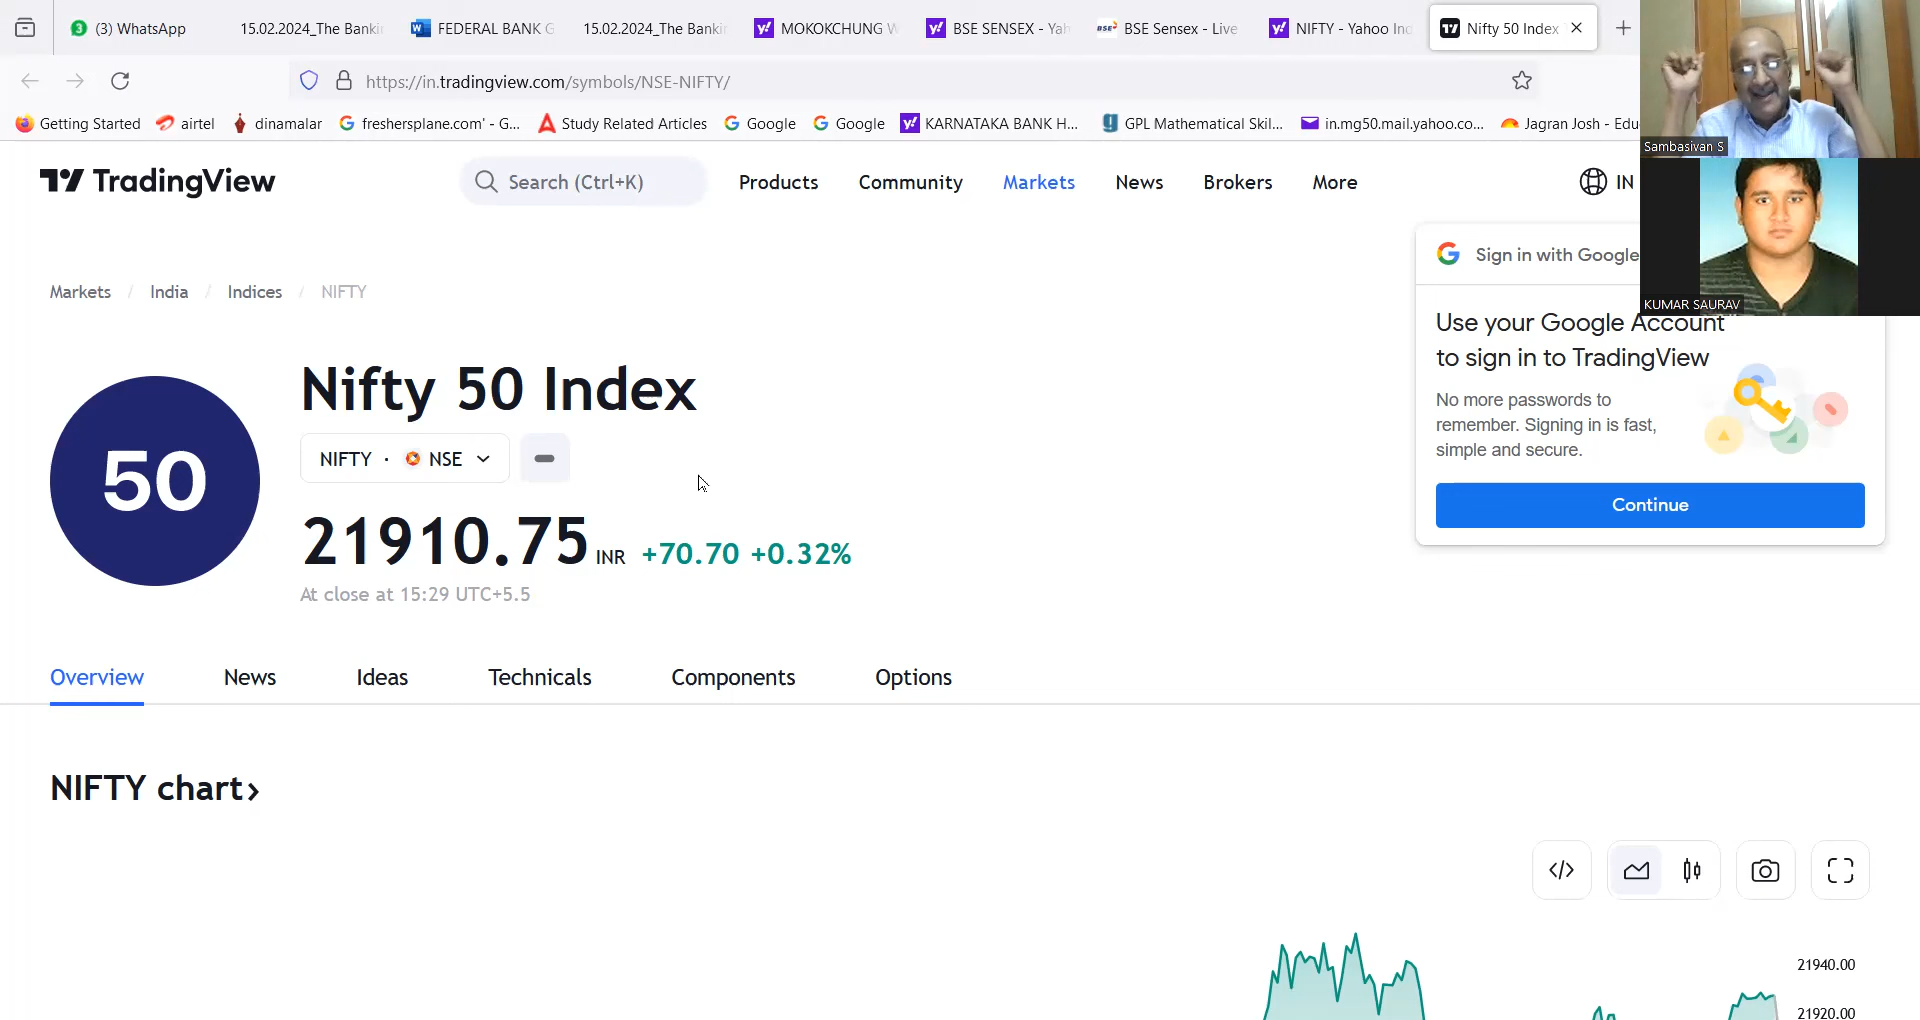 (3) WhatsApp
15.02.2024_The Bankin
FEDERAL BANK G
15.02.2024_The Bankin
MOKOKCHUNG W
BSE SENSEX - Yah
BSE Sensex - Live
NIFTY - Yahoo Ind
Nifty 50 Index
https://in.tradingview.com/symbols/NSE-NIFTY/
Getting Started
airtel
dinamalar
freshersplane.com' - G...
Study Related Articles
Google
Google
KARNATAKA BANK H...
GPL Mathematical Skil...
in.mg50.mail.yahoo.co...
Jagran Josh - Edu
Sambasivan S
TradingView
Search (Ctrl+K)
Products
Community
Markets
News
Brokers
More
IN
KUMAR SAURAV
Sign in with Google
Use your Google Account
to sign in to TradingView
No more passwords to
remember. Signing in is fast,
simple and secure.
Continue
Markets / India / Indices / NIFTY
50
Nifty 50 Index
NIFTY · NSE
21910.75 INR +70.70 +0.32%
At close at 15:29 UTC+5.5
Overview
News
Ideas
Technicals
Components
Options
NIFTY chart›
21940.00
21920.00